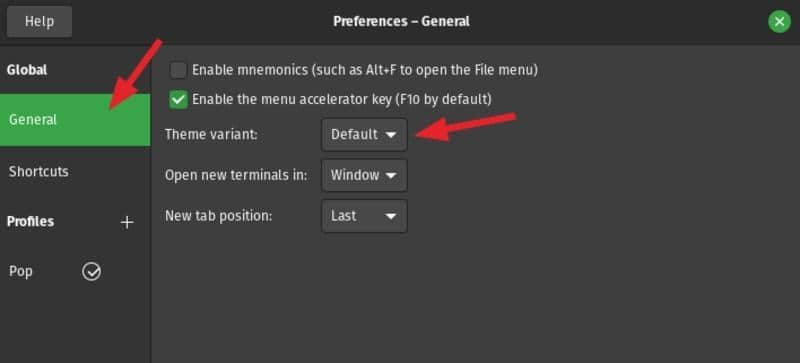 Help
Preferences – General
Global
General
Shortcuts
Profiles
Pop
Enable mnemonics (such as Alt+F to open the File menu)
Enable the menu accelerator key (F10 by default)
Theme variant: Default
Open new terminals in: Window
New tab position: Last